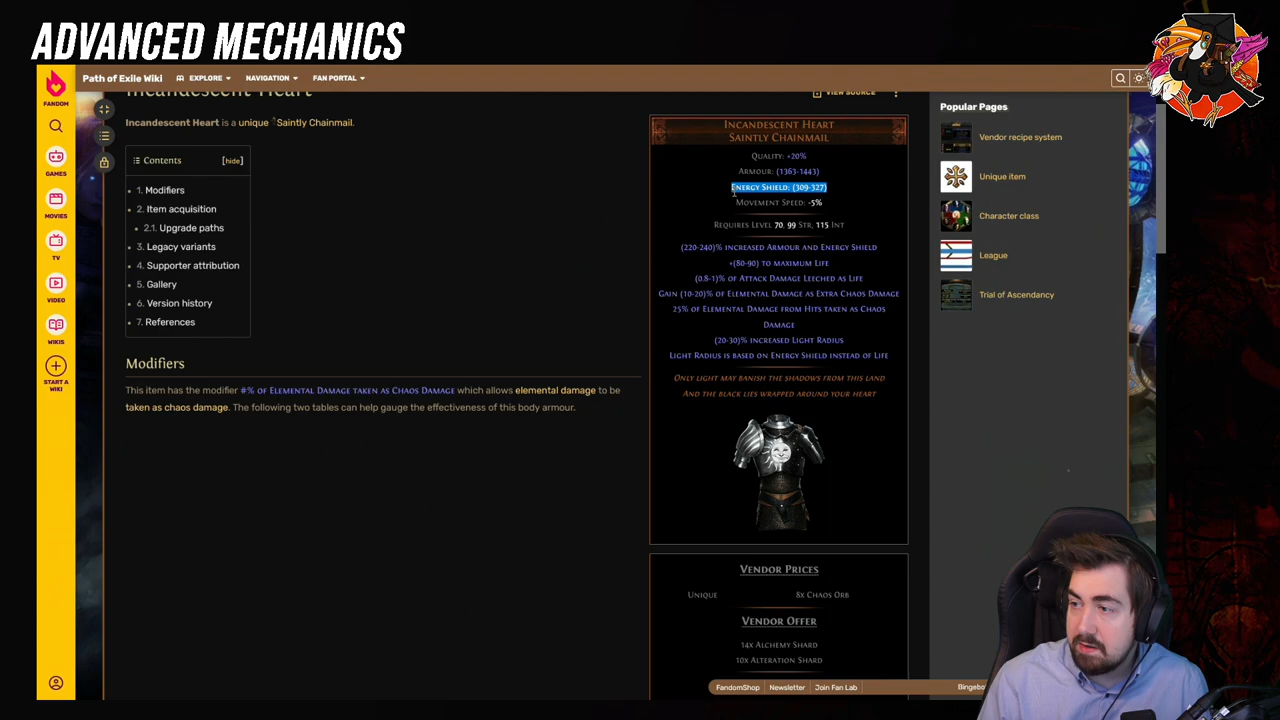 ADVANCED MECHANICS
FANDOM
GAMES
MOVIES
TV
VIDEO
WIKIS
START A
WIKI
Path of Exile Wiki
EXPLORE
NAVIGATION
FAN PORTAL
Incandescent Heart
VIEW SOURCE
Incandescent Heart is a unique Saintly Chainmail.
Contents [hide]
1. Modifiers
2. Item acquisition
2.1. Upgrade paths
3. Legacy variants
4. Supporter attribution
5. Gallery
6. Version history
7. References
Modifiers
This item has the modifier #% of Elemental Damage taken as Chaos Damage which allows elemental damage to be
taken as chaos damage. The following two tables can help gauge the effectiveness of this body armour.
Incandescent Heart
Saintly Chainmail
Quality: +20%
Armour: (1363-1443)
Energy Shield: (309-327)
Movement Speed: -5%
Requires Level 70, 99 Str, 115 Int
(220-240)% increased Armour and Energy Shield
+(80-90) to maximum Life
(0.8-1)% of Attack Damage Leeched as Life
Gain (10-20)% of Elemental Damage as Extra Chaos Damage
25% of Elemental Damage from Hits taken as Chaos
Damage
(20-30)% increased Light Radius
Light Radius is based on Energy Shield instead of Life
Only light may banish the shadows from this land
And the black lies wrapped around your heart
Vendor Prices
Unique 8x Chaos Orb
Vendor Offer
14x Alchemy Shard
10x Alteration Shard
Popular Pages
Vendor recipe system
Unique item
Character class
League
Trial of Ascendancy
FandomShop
Newsletter
Join Fan Lab